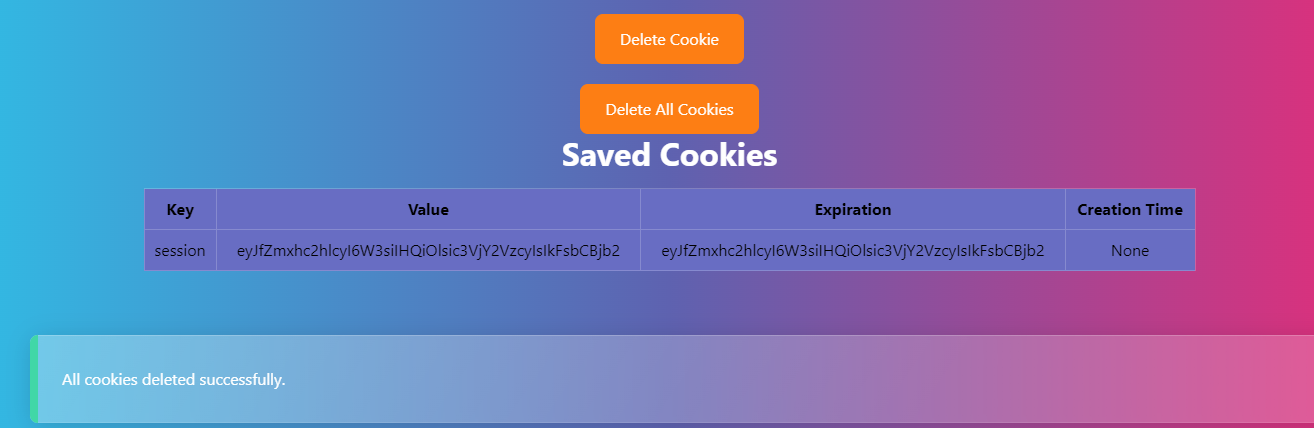 Delete Cookie
Delete All Cookies
Saved Cookies
Key Value Expiration Creation Time
session eyJfZmxhc2hlcyI6W3siIHQiOlsic3VjY2VzcyIsIkFsbCBjb2 eyJfZmxhc2hlcyI6W3siIHQiOlsic3VjY2VzcyIsIkFsbCBjb2 None
All cookies deleted successfully.